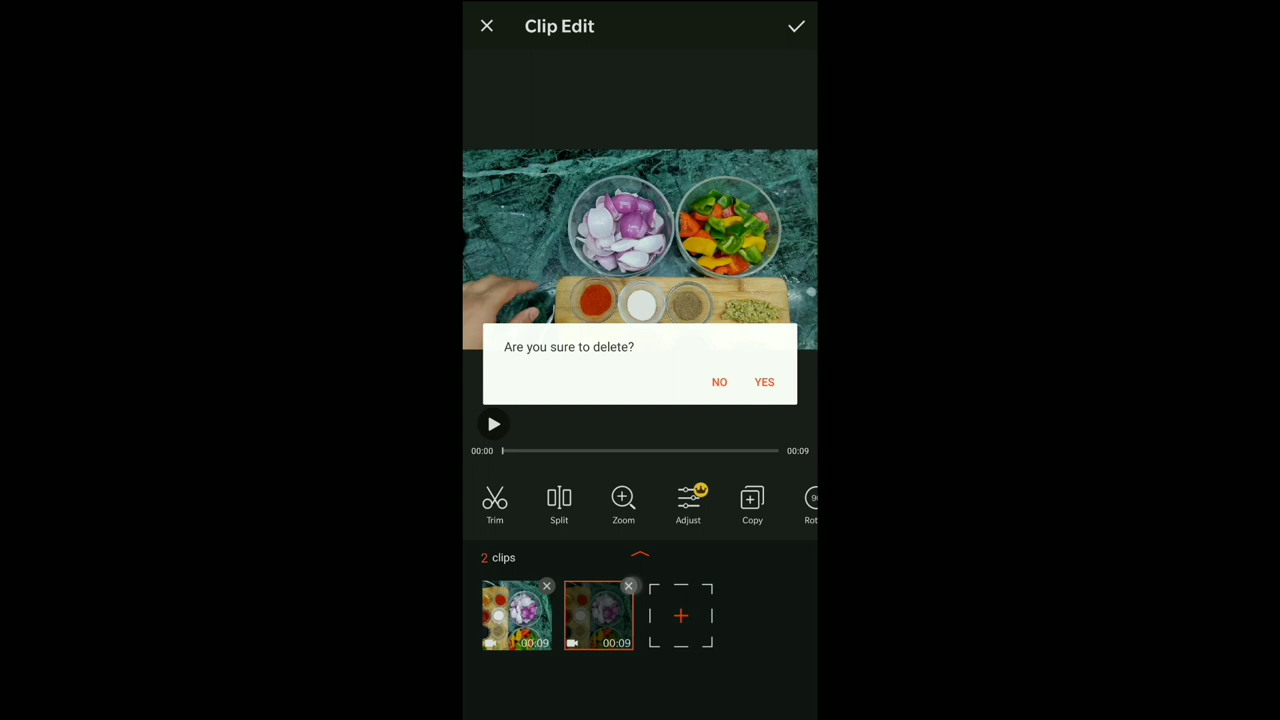 Clip Edit
Are you sure to delete?
NO YES
00:00 00:09
Trim Split Zoom Adjust Copy Rot
2 clips
00:09 00:09